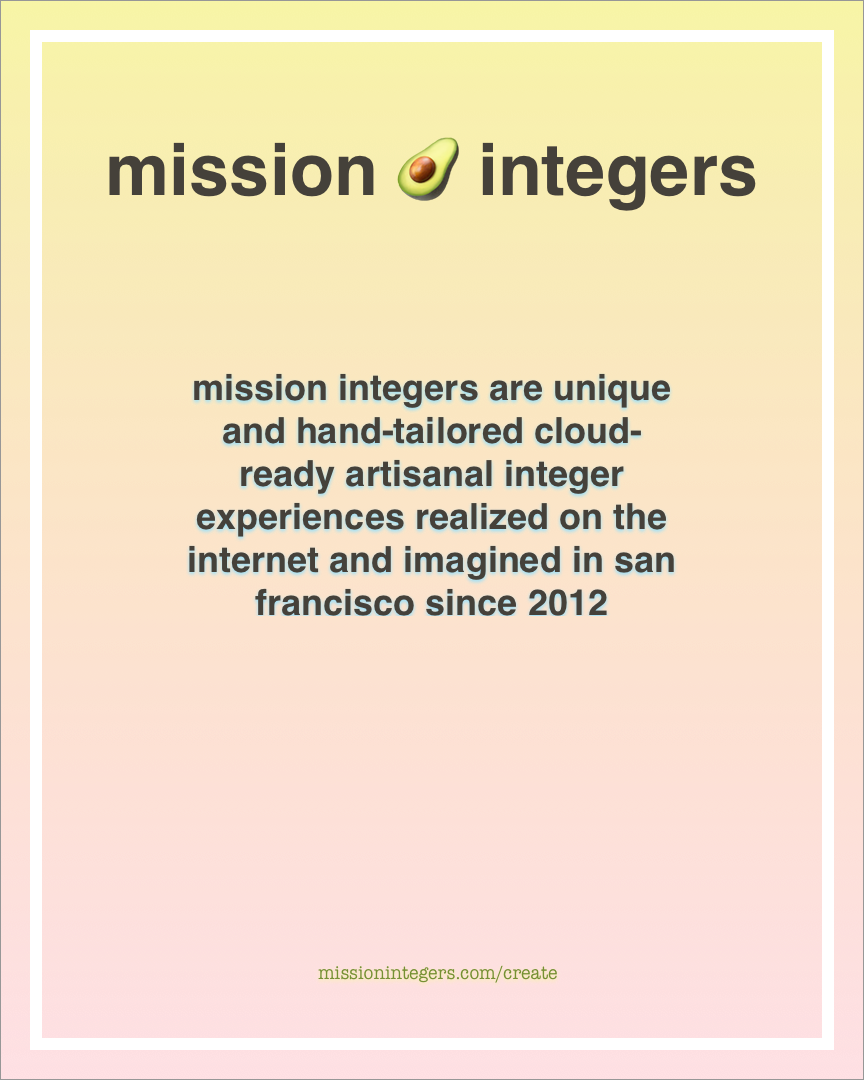 mission 🥑 integers
mission integers are unique
and hand-tailored cloud-
ready artisanal integer
experiences realized on the
internet and imagined in san
francisco since 2012
missionintegers.com/create